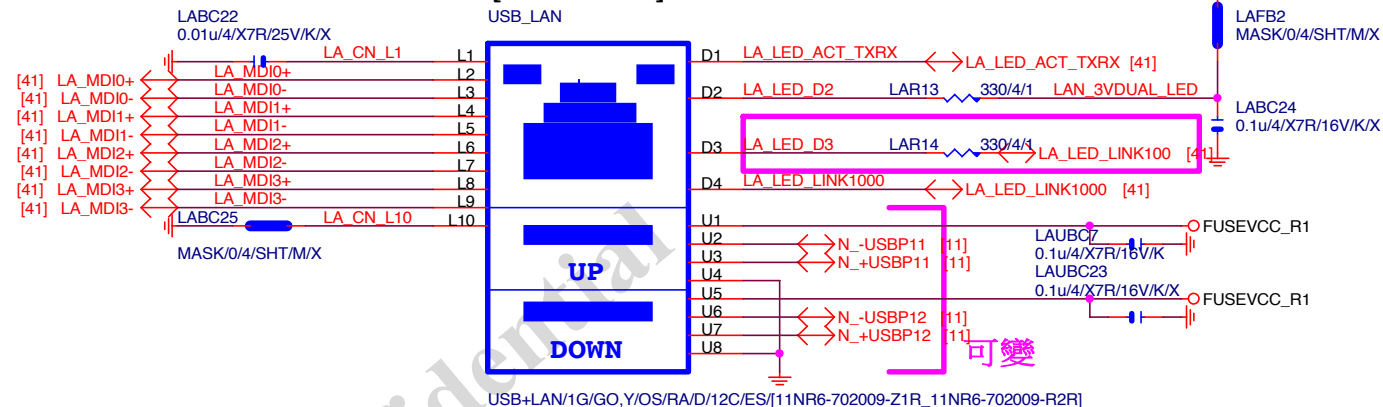 LABC22
0.01u/4/X7R/25V/K/X
USB_LAN
LAFB2
MASK/0/4/SHT/M/X
LA_CN_L1 L1 D1 LA_LED_ACT_TXRX LA_LED_ACT_TXRX [41]
[41] LA_MDI0+ LA_MDI0+ L2
[41] LA_MDI0- LA_MDI0- L3 D2 LA_LED_D2 LAR13 330/4/1 LAN_3VDUAL_LED
LABC24
0.1u/4/X7R/16V/K/X
[41] LA_MDI1+ LA_MDI1+ L4
[41] LA_MDI1- LA_MDI1- L5
[41] LA_MDI2+ LA_MDI2+ L6 D3 LA_LED_D3 LAR14 330/4/1 LA_LED_LINK100 [41]
[41] LA_MDI2- LA_MDI2- L7
[41] LA_MDI3+ LA_MDI3+ L8 D4 LA_LED_LINK1000 LA_LED_LINK1000 [41]
[41] LA_MDI3- LA_MDI3- L9
LABC25 LA_CN_L10 L10
MASK/0/4/SHT/M/X
U1 FUSEVCC_R1
U2 N_-USBP11 [11]
LAUBC7
0.1u/4/X7R/16V/K
U3 N_+USBP11 [11]
UP
U4
LAUBC23
0.1u/4/X7R/16V/K/X
U5 FUSEVCC_R1
U6 N_-USBP12 [11]
U7 N_+USBP12 [11]
DOWN
U8
可變
USB+LAN/1G/GO,Y/OS/RA/D/12C/ES/[11NR6-702009-Z1R_11NR6-702009-R2R]